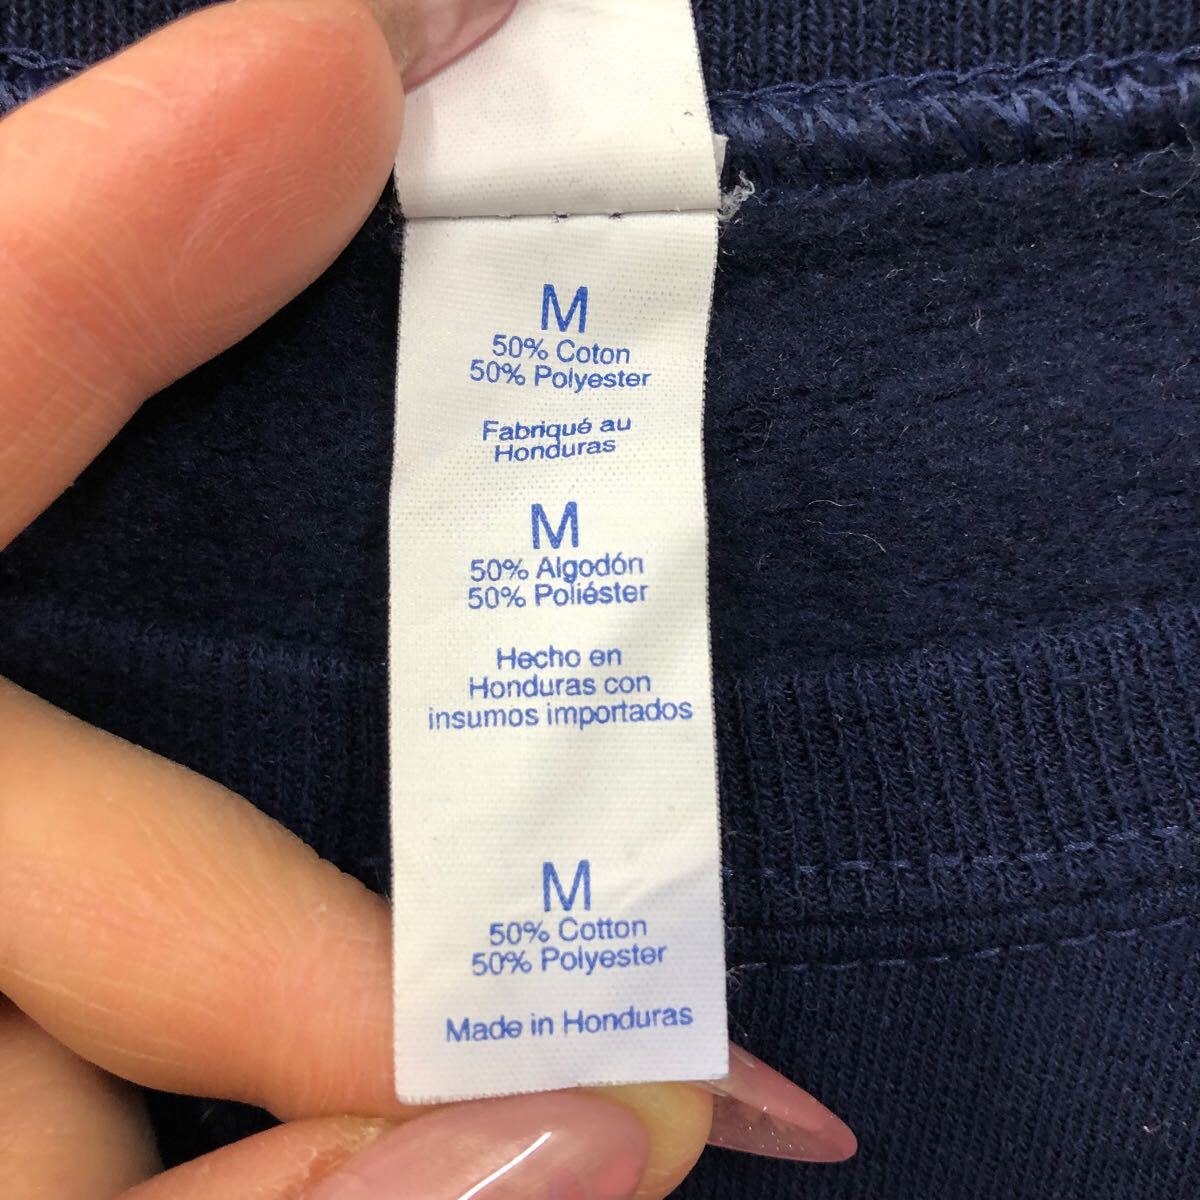 M
50% Coton
50% Polyester
Fabriqué au
Honduras
M
50% Algodón
50% Poliéster
Hecho en
Honduras con
insumos importados
M
50% Cotton
50% Polyester
Made in Honduras